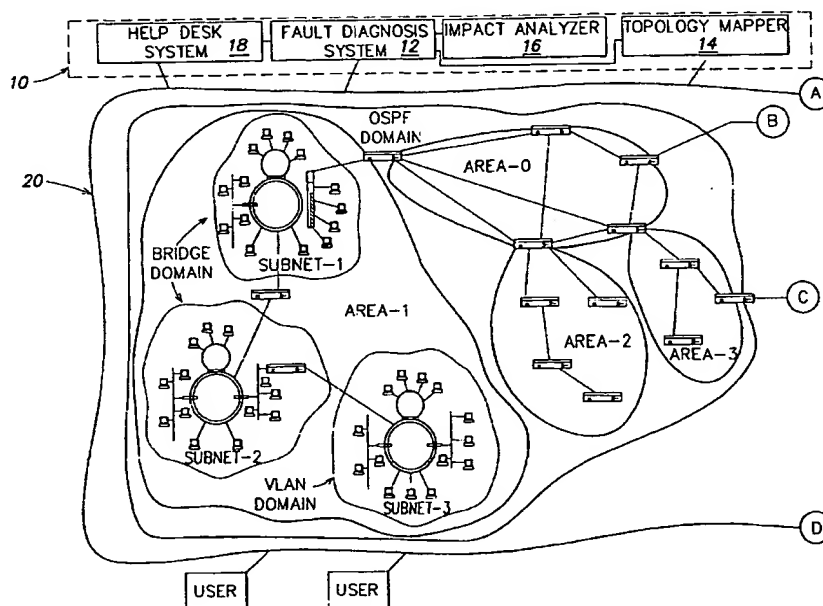 HELP DESK
SYSTEM 18
FAULT DIAGNOSIS
SYSTEM 12
IMPACT ANALYZER
16
TOPOLOGY MAPPER
14
10
A
OSPF
DOMAIN
B
AREA-0
20
BRIDGE
DOMAIN
SUBNET-1
C
AREA-1
AREA-2
AREA-3
SUBNET-2
VLAN
DOMAIN
SUBNET-3
D
USER
USER